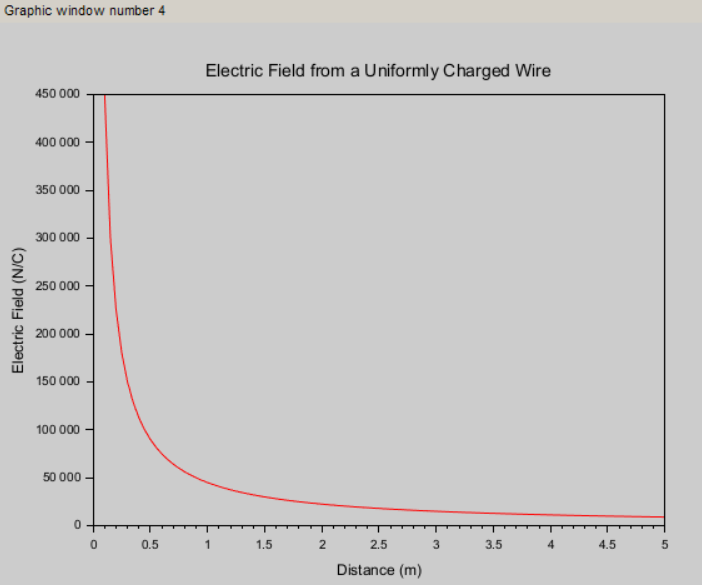 Graphic window number 4
Electric Field from a Uniformly Charged Wire
450 000
400 000
350 000
300 000
250 000
200 000
150 000
100 000
50 000
0
Electric Field (N/C)
0 0.5 1 1.5 2 2.5 3 3.5 4 4.5 5
Distance (m)